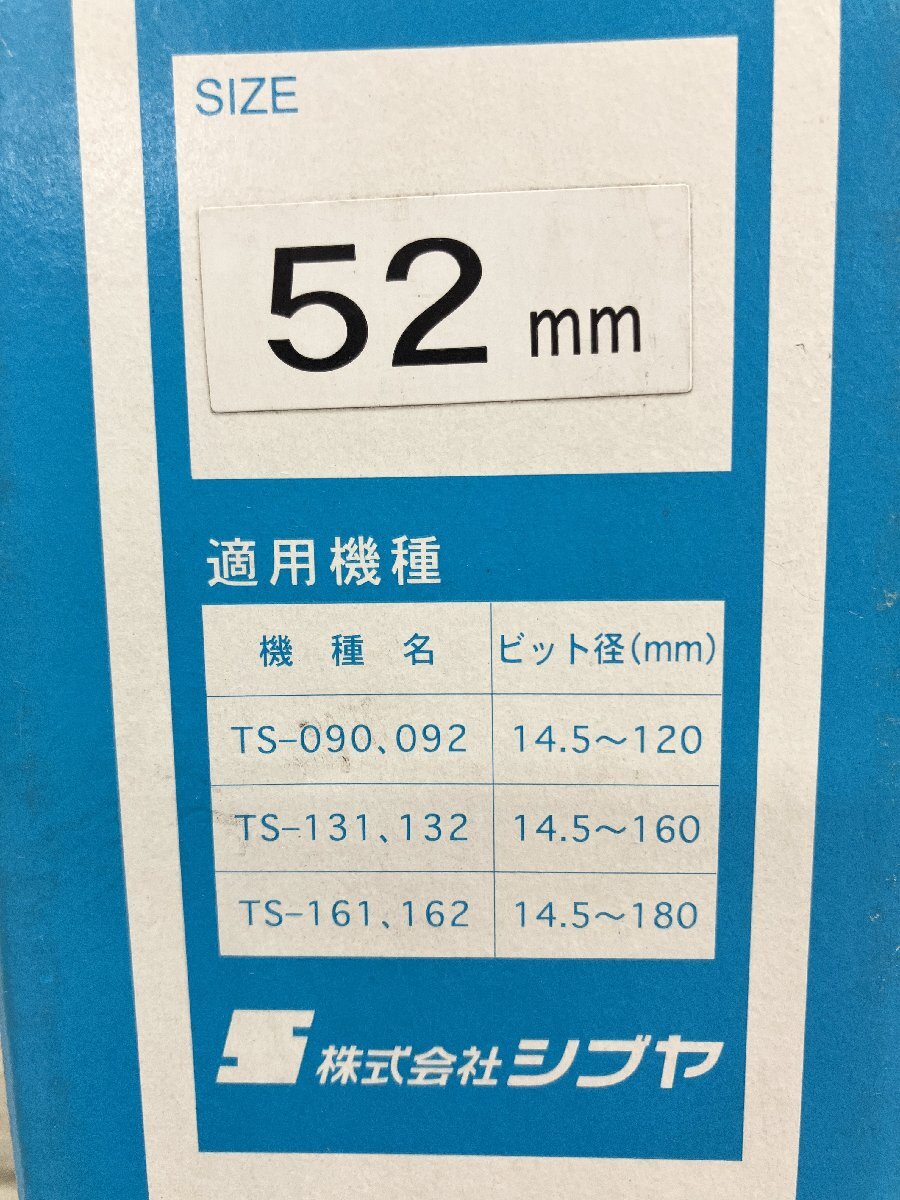 SIZE
52 mm
適用機種
機種名 ビット径(mm)
TS-090、092 14.5～120
TS-131、132 14.5～160
TS-161、162 14.5～180
株式会社シブヤ